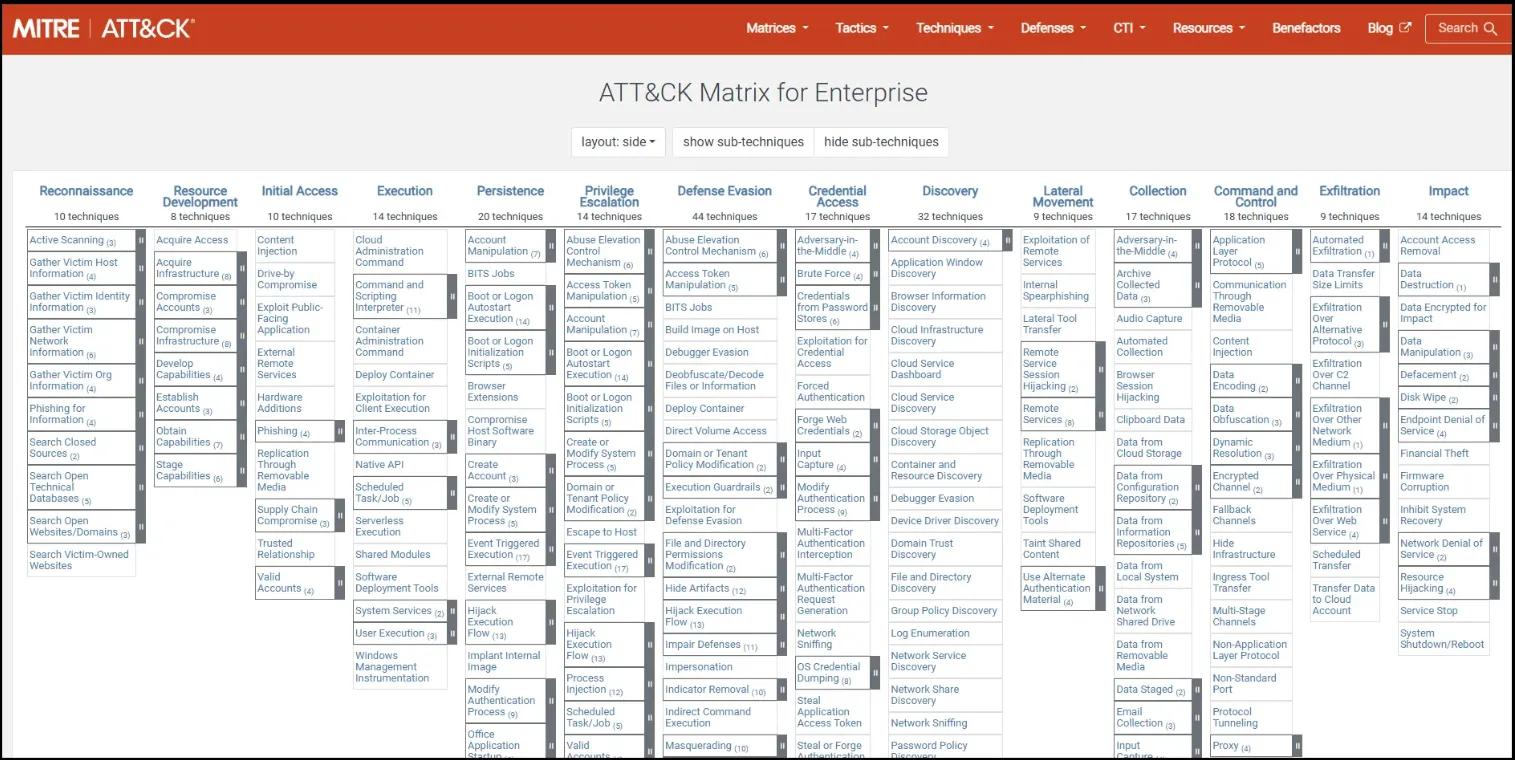 MITRE | ATT&CK®
Matrices
Tactics
Techniques
Defenses
CTI
Resources
Benefactors
Blog
Search
ATT&CK Matrix for Enterprise
layout: side
show sub-techniques
hide sub-techniques
Reconnaissance
10 techniques
Active Scanning (3)
Gather Victim Host
Information (4)
Gather Victim Identity
Information (3)
Gather Victim
Network
Information (6)
Gather Victim Org
Information (4)
Phishing for
Information (4)
Search Closed
Sources (2)
Search Open
Technical
Databases (5)
Search Open
Websites/Domains (3)
Search Victim-Owned
Websites
Resource
Development
8 techniques
Acquire Access
Acquire
Infrastructure (8)
Compromise
Accounts (3)
Compromise
Infrastructure (8)
Develop
Capabilities (4)
Establish
Accounts (3)
Obtain
Capabilities (7)
Stage
Capabilities (6)
Initial Access
10 techniques
Content
Injection
Drive-by
Compromise
Exploit Public-
Facing
Application
External
Remote
Services
Hardware
Additions
Phishing (4)
Replication
Through
Removable
Media
Supply Chain
Compromise (3)
Trusted
Relationship
Valid
Accounts (4)
Execution
14 techniques
Cloud
Administration
Command
Command and
Scripting
Interpreter (11)
Container
Administration
Command
Deploy Container
Exploitation for
Client Execution
Inter-Process
Communication (3)
Native API
Scheduled
Task/Job (5)
Serverless
Execution
Shared Modules
Software
Deployment Tools
System Services (2)
User Execution (3)
Windows
Management
Instrumentation
Persistence
20 techniques
Account
Manipulation (7)
BITS Jobs
Boot or Logon
Autostart
Execution (14)
Boot or Logon
Initialization
Scripts (5)
Browser
Extensions
Compromise
Host Software
Binary
Create
Account (3)
Create or
Modify System
Process (5)
Event Triggered
Execution (17)
External Remote
Services
Hijack
Execution
Flow (13)
Implant Internal
Image
Modify
Authentication
Process (9)
Office
Application
Startup
Privilege
Escalation
14 techniques
Abuse Elevation
Control
Mechanism (6)
Access Token
Manipulation (5)
Account
Manipulation (7)
Boot or Logon
Autostart
Execution (14)
Boot or Logon
Initialization
Scripts (5)
Create or
Modify System
Process (5)
Domain or
Tenant Policy
Modification (2)
Escape to Host
Event Triggered
Execution (17)
Exploitation for
Privilege
Escalation
Hijack
Execution
Flow (13)
Process
Injection (12)
Scheduled
Task/Job (5)
Valid
Accounts
Defense Evasion
44 techniques
Abuse Elevation
Control Mechanism (6)
Access Token
Manipulation (5)
BITS Jobs
Build Image on Host
Debugger Evasion
Deobfuscate/Decode
Files or Information
Deploy Container
Direct Volume Access
Domain or Tenant
Policy Modification (2)
Execution Guardrails (2)
Exploitation for
Defense Evasion
File and Directory
Permissions
Modification (2)
Hide Artifacts (12)
Hijack Execution
Flow (13)
Impair Defenses (11)
Impersonation
Indicator Removal (10)
Indirect Command
Execution
Masquerading (10)
Credential
Access
17 techniques
Adversary-in-
the-Middle (4)
Brute Force (4)
Credentials
from Password
Stores (6)
Exploitation for
Credential
Access
Forced
Authentication
Forge Web
Credentials (2)
Input
Capture (4)
Modify
Authentication
Process (9)
Multi-Factor
Authentication
Interception
Multi-Factor
Authentication
Request
Generation
Network
Sniffing
OS Credential
Dumping (8)
Steal
Application
Access Token
Steal or Forge
Authentication
Discovery
32 techniques
Account Discovery (4)
Application Window
Discovery
Browser Information
Discovery
Cloud Infrastructure
Discovery
Cloud Service
Dashboard
Cloud Service
Discovery
Cloud Storage Object
Discovery
Container and
Resource Discovery
Debugger Evasion
Device Driver Discovery
Domain Trust
Discovery
File and Directory
Discovery
Group Policy Discovery
Log Enumeration
Network Service
Discovery
Network Share
Discovery
Network Sniffing
Password Policy
Discovery
Lateral
Movement
9 techniques
Exploitation of
Remote
Services
Internal
Spearphishing
Lateral Tool
Transfer
Remote
Service
Session
Hijacking (2)
Remote
Services (8)
Replication
Through
Removable
Media
Software
Deployment
Tools
Taint Shared
Content
Use Alternate
Authentication
Material (4)
Collection
17 techniques
Adversary-in-
the-Middle (4)
Archive
Collected
Data (3)
Audio Capture
Automated
Collection
Browser
Session
Hijacking
Clipboard Data
Data from
Cloud Storage
Data from
Configuration
Repository (2)
Data from
Information
Repositories (5)
Data from
Local System
Data from
Network
Shared Drive
Data from
Removable
Media
Data Staged (2)
Email
Collection (3)
Input
Capture
Command and
Control
18 techniques
Application
Layer
Protocol (5)
Communication
Through
Removable
Media
Content
Injection
Data
Encoding (2)
Data
Obfuscation (3)
Dynamic
Resolution (3)
Encrypted
Channel (2)
Fallback
Channels
Hide
Infrastructure
Ingress Tool
Transfer
Multi-Stage
Channels
Non-Application
Layer Protocol
Non-Standard
Port
Protocol
Tunneling
Proxy (4)
Exfiltration
9 techniques
Automated
Exfiltration (1)
Data Transfer
Size Limits
Exfiltration
Over
Alternative
Protocol (3)
Exfiltration
Over C2
Channel
Exfiltration
Over Other
Network
Medium (1)
Exfiltration
Over Physical
Medium (1)
Exfiltration
Over Web
Service (4)
Scheduled
Transfer
Transfer Data
to Cloud
Account
Impact
14 techniques
Account Access
Removal
Data
Destruction (1)
Data Encrypted for
Impact
Data
Manipulation (3)
Defacement (2)
Disk Wipe (2)
Endpoint Denial of
Service (4)
Financial Theft
Firmware
Corruption
Inhibit System
Recovery
Network Denial of
Service (2)
Resource
Hijacking (4)
Service Stop
System
Shutdown/Reboot